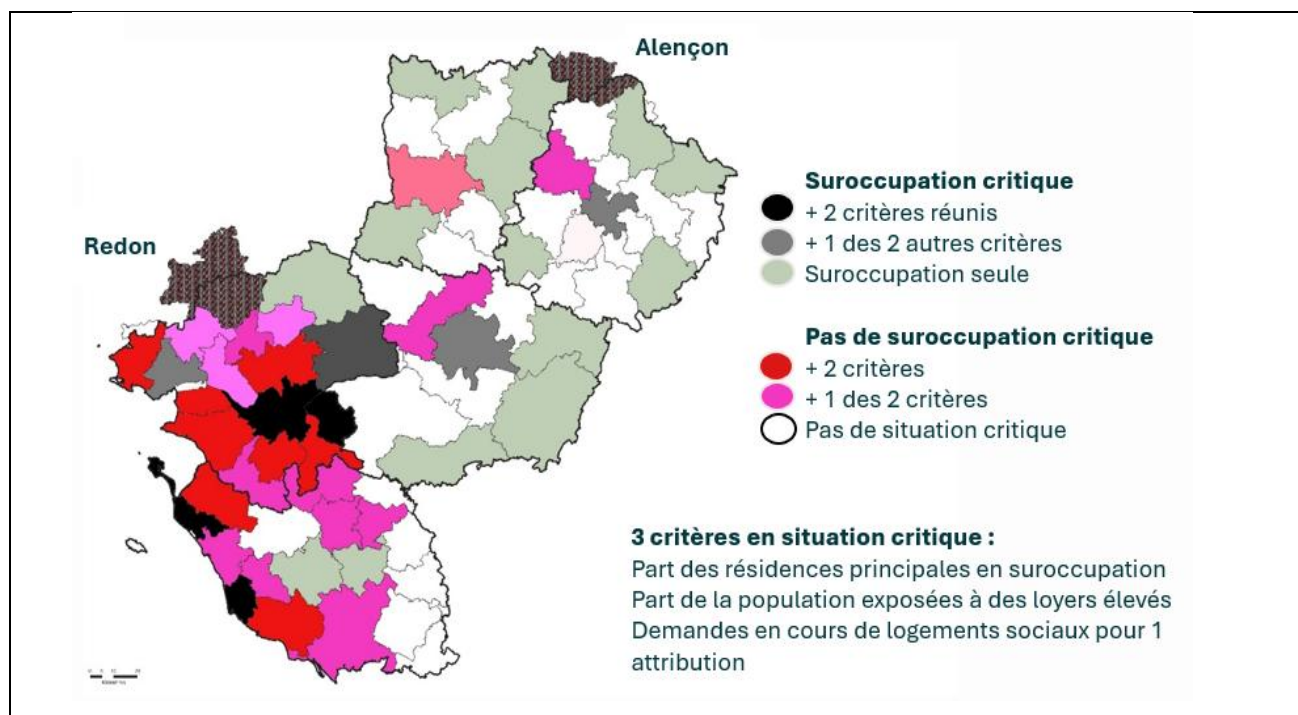 Alençon
Redon
Suroccupation critique
+ 2 critères réunis
+ 1 des 2 autres critères
Suroccupation seule
Pas de suroccupation critique
+ 2 critères
+ 1 des 2 critères
Pas de situation critique
3 critères en situation critique :
Part des résidences principales en suroccupation
Part de la population exposées à des loyers élevés
Demandes en cours de logements sociaux pour 1
attribution